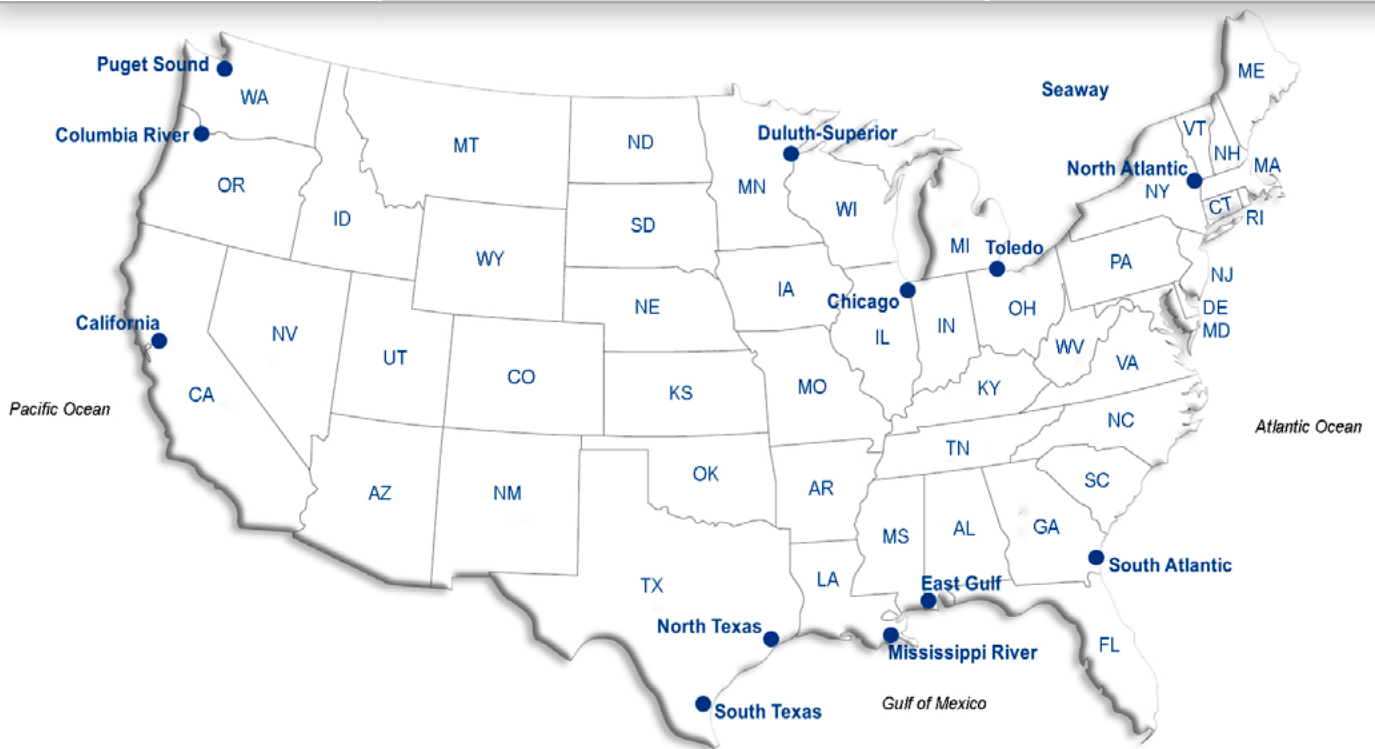 ME
Puget Sound
Seaway
WA
Columbia River
Duluth-Superior
VT
MT
ND
NH
MA
North Atlantic
OR
MN
NY
CT
RI
ID
SD
WI
MI
Toledo
WY
PA
NJ
IA
Chicago
NE
OH
DE
California
NV
IL
IN
MD
UT
WV
VA
CO
MO
KY
CA
KS
Pacific Ocean
NC
Atlantic Ocean
TN
OK
SC
AZ
NM
AR
MS
AL
GA
South Atlantic
TX
LA
East Gulf
North Texas
FL
Mississippi River
Gulf of Mexico
South Texas